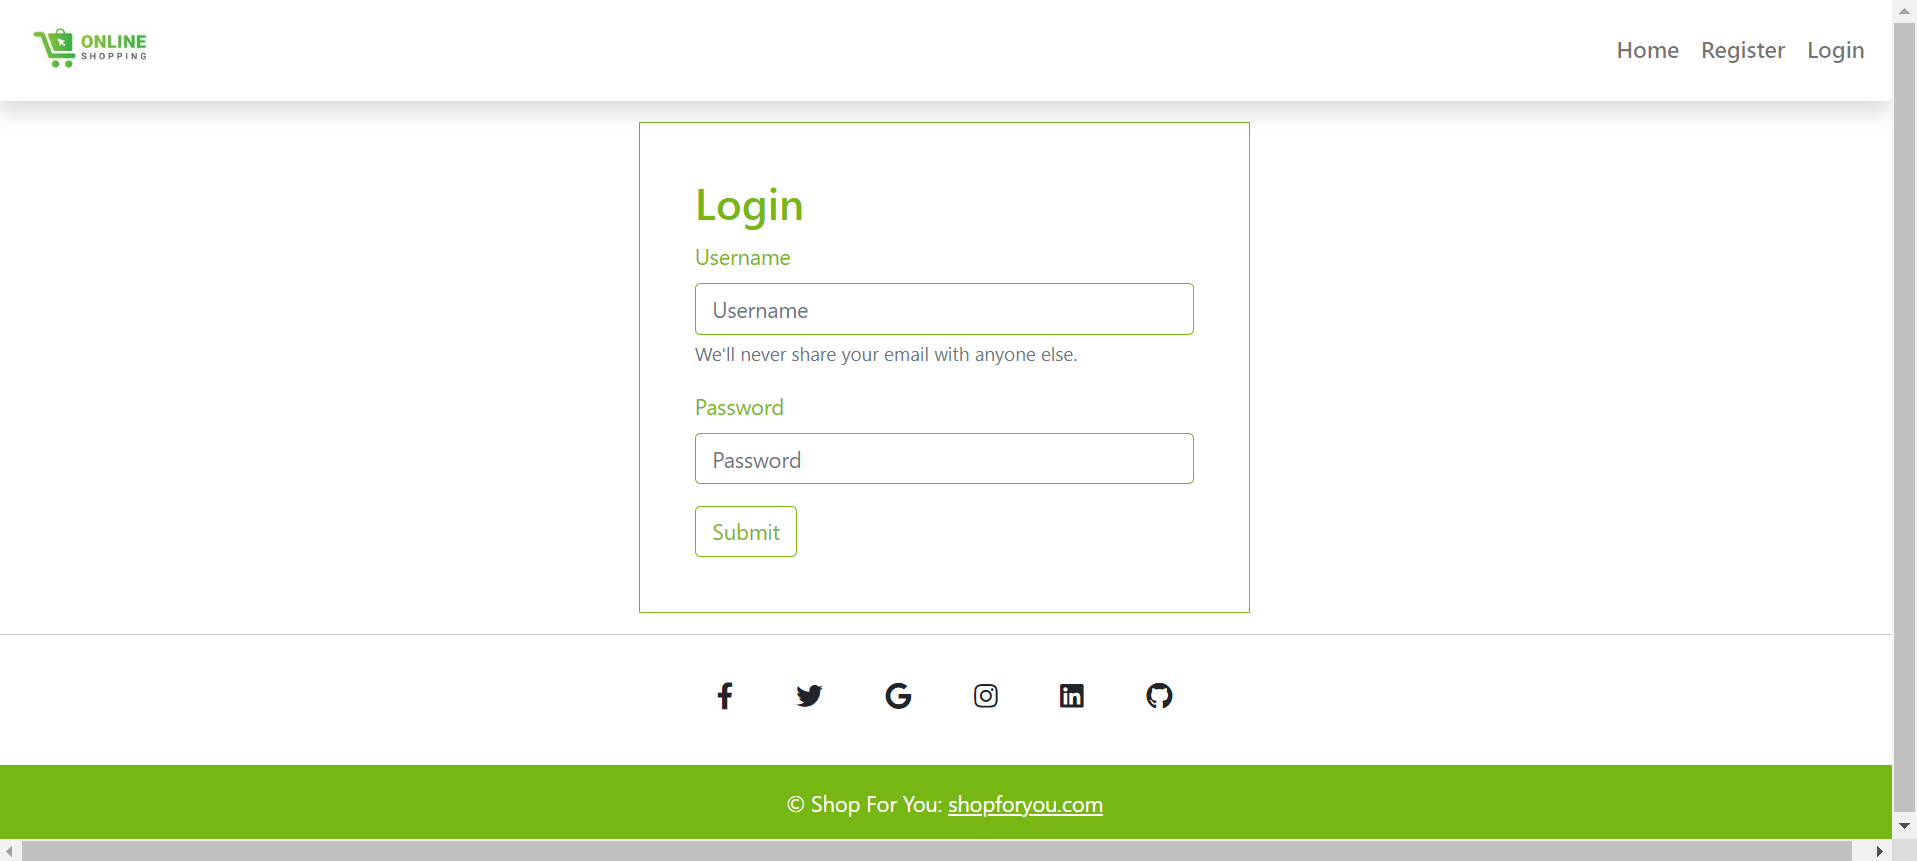 ONLINE
SHOPPING
Home Register Login
Login
Username
Username
We'll never share your email with anyone else.
Password
Password
Submit
© Shop For You: shopforyou.com